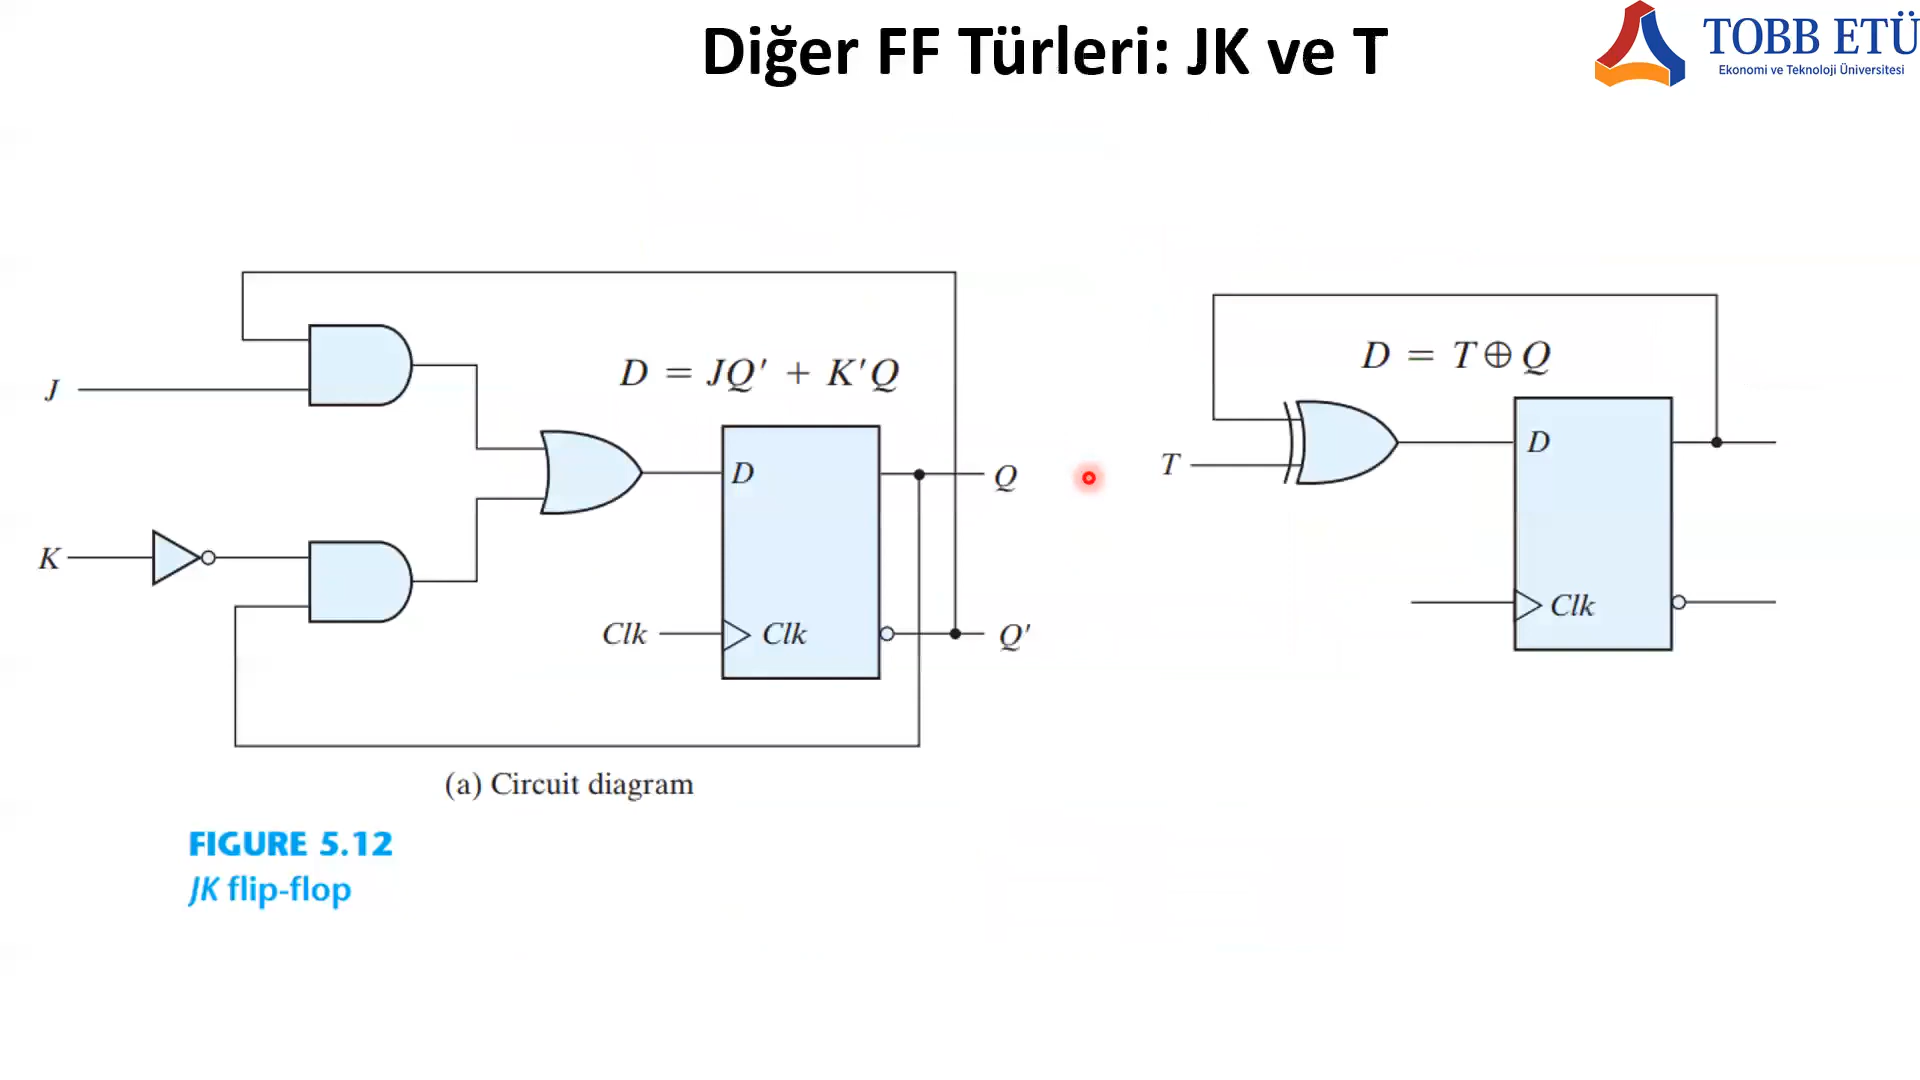 Diğer FF Türleri: JK ve T
TOBB ETÜ
Ekonomi ve Teknoloji Üniversitesi
J
D = JQ' + K'Q
D
Q
K
Clk
Clk
Q'
(a) Circuit diagram
FIGURE 5.12
JK flip-flop
D = T ⊕ Q
T
D
Clk